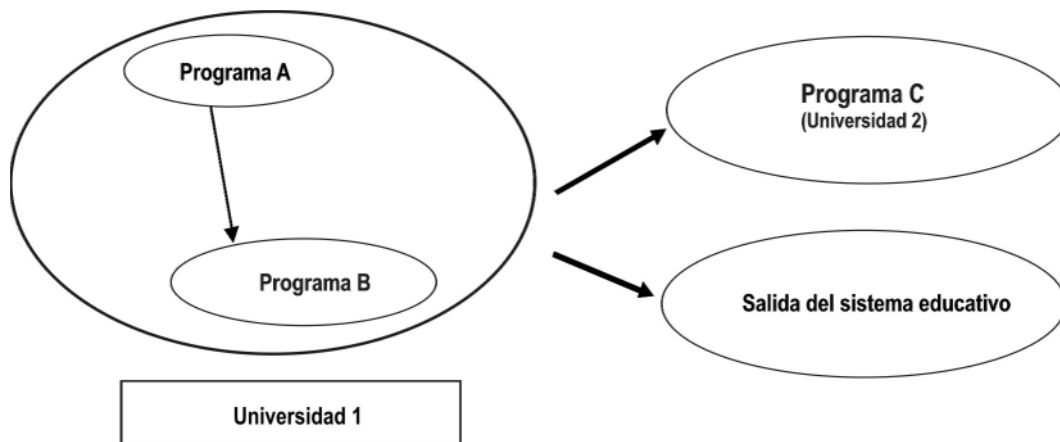 Programa A
Programa B
Universidad 1
Programa C
(Universidad 2)
Salida del sistema educativo